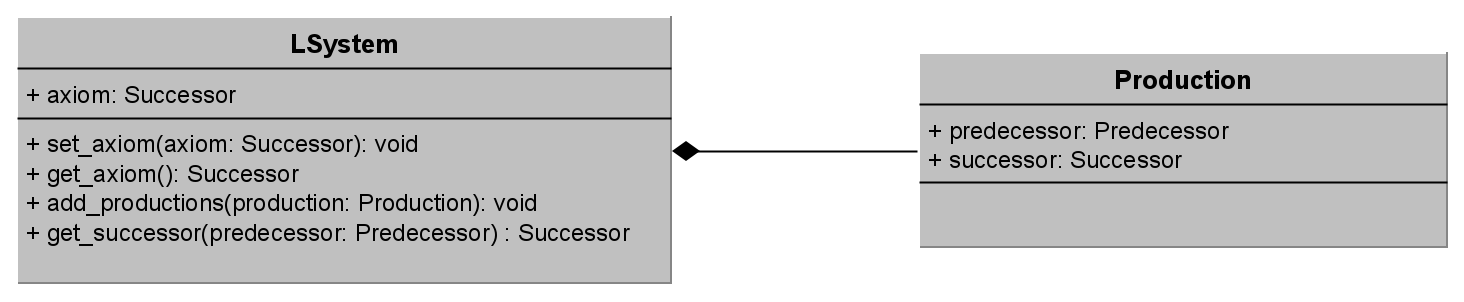 LSystem
+ axiom: Successor
+ set_axiom(axiom: Successor): void
+ get_axiom(): Successor
+ add_productions(production: Production): void
+ get_successor(predecessor: Predecessor) : Successor
Production
+ predecessor: Predecessor
+ successor: Successor